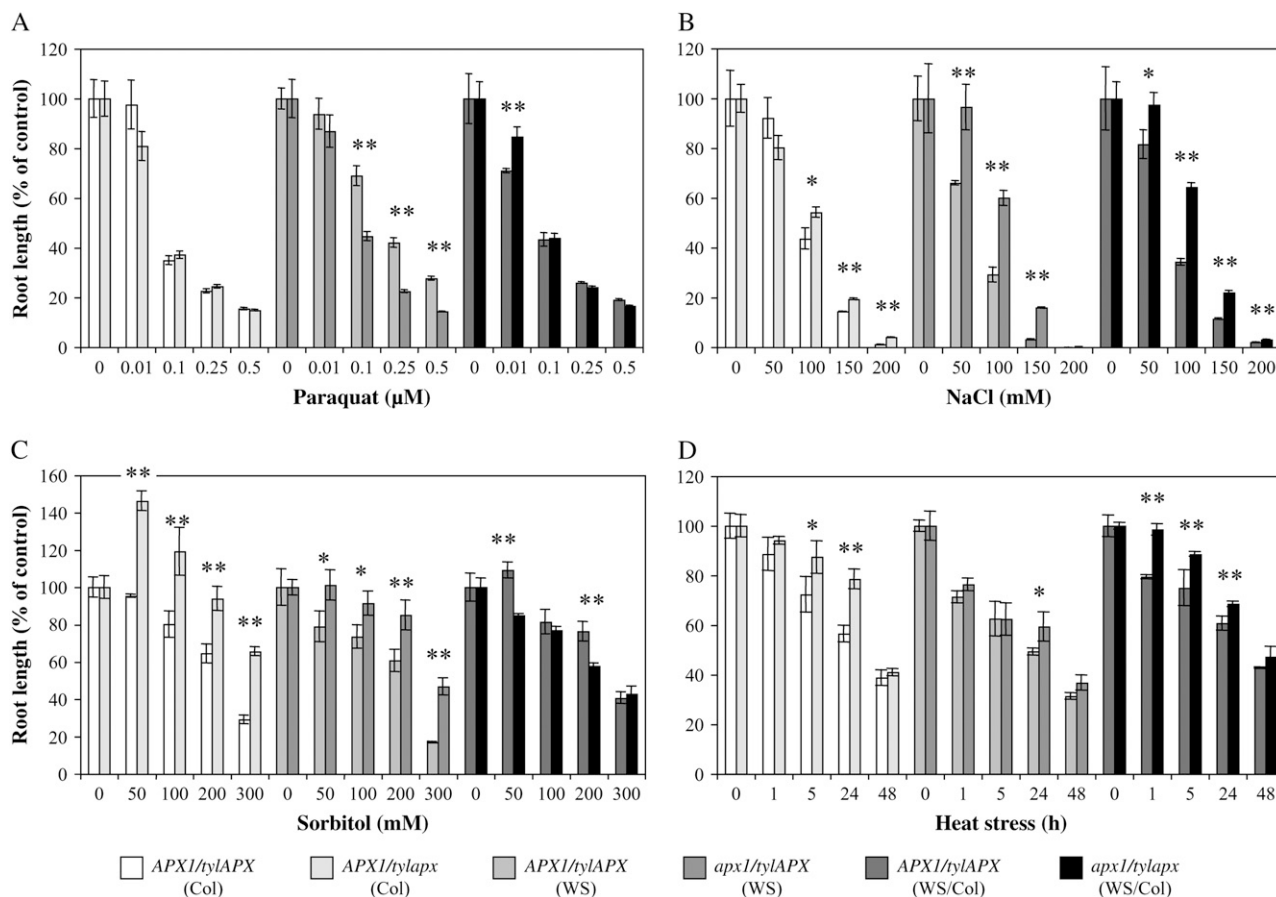 A
B
120
100
80
60
40
20
0
Root length (% of control)
** ** ** **
0 0.01 0.1 0.25 0.5 0 0.01 0.1 0.25 0.5 0 0.01 0.1 0.25 0.5
Paraquat (µM)
120
100
80
60
40
20
0
* ** ** ** ** ** * ** ** **
0 50 100 150 200 0 50 100 150 200 0 50 100 150 200
NaCl (mM)
C
D
160
140
120
100
80
60
40
20
0
Root length (% of control)
** ** ** ** * * ** ** ** **
0 50 100 200 300 0 50 100 200 300 0 50 100 200 300
Sorbitol (mM)
120
100
80
60
40
20
0
* ** * ** ** **
0 1 5 24 48 0 1 5 24 48 0 1 5 24 48
Heat stress (h)
APX1/tylAPX (Col)
APX1/tylapx (Col)
APX1/tylAPX (WS)
apx1/tylAPX (WS)
APX1/tylAPX (WS/Col)
apx1/tylapx (WS/Col)